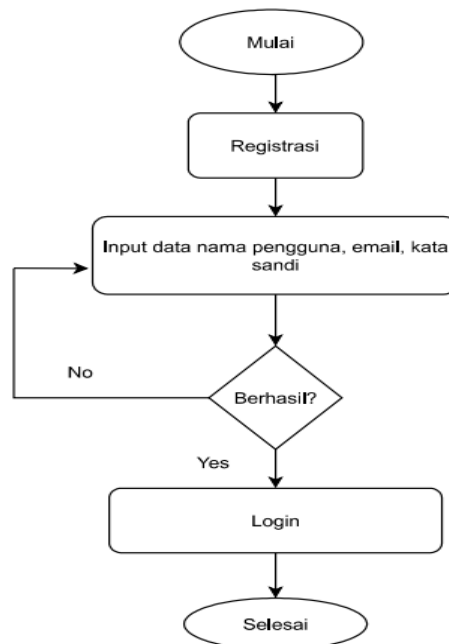 Mulai
Registrasi
Input data nama pengguna, email, kata
sandi
No
Berhasil?
Yes
Login
Selesai